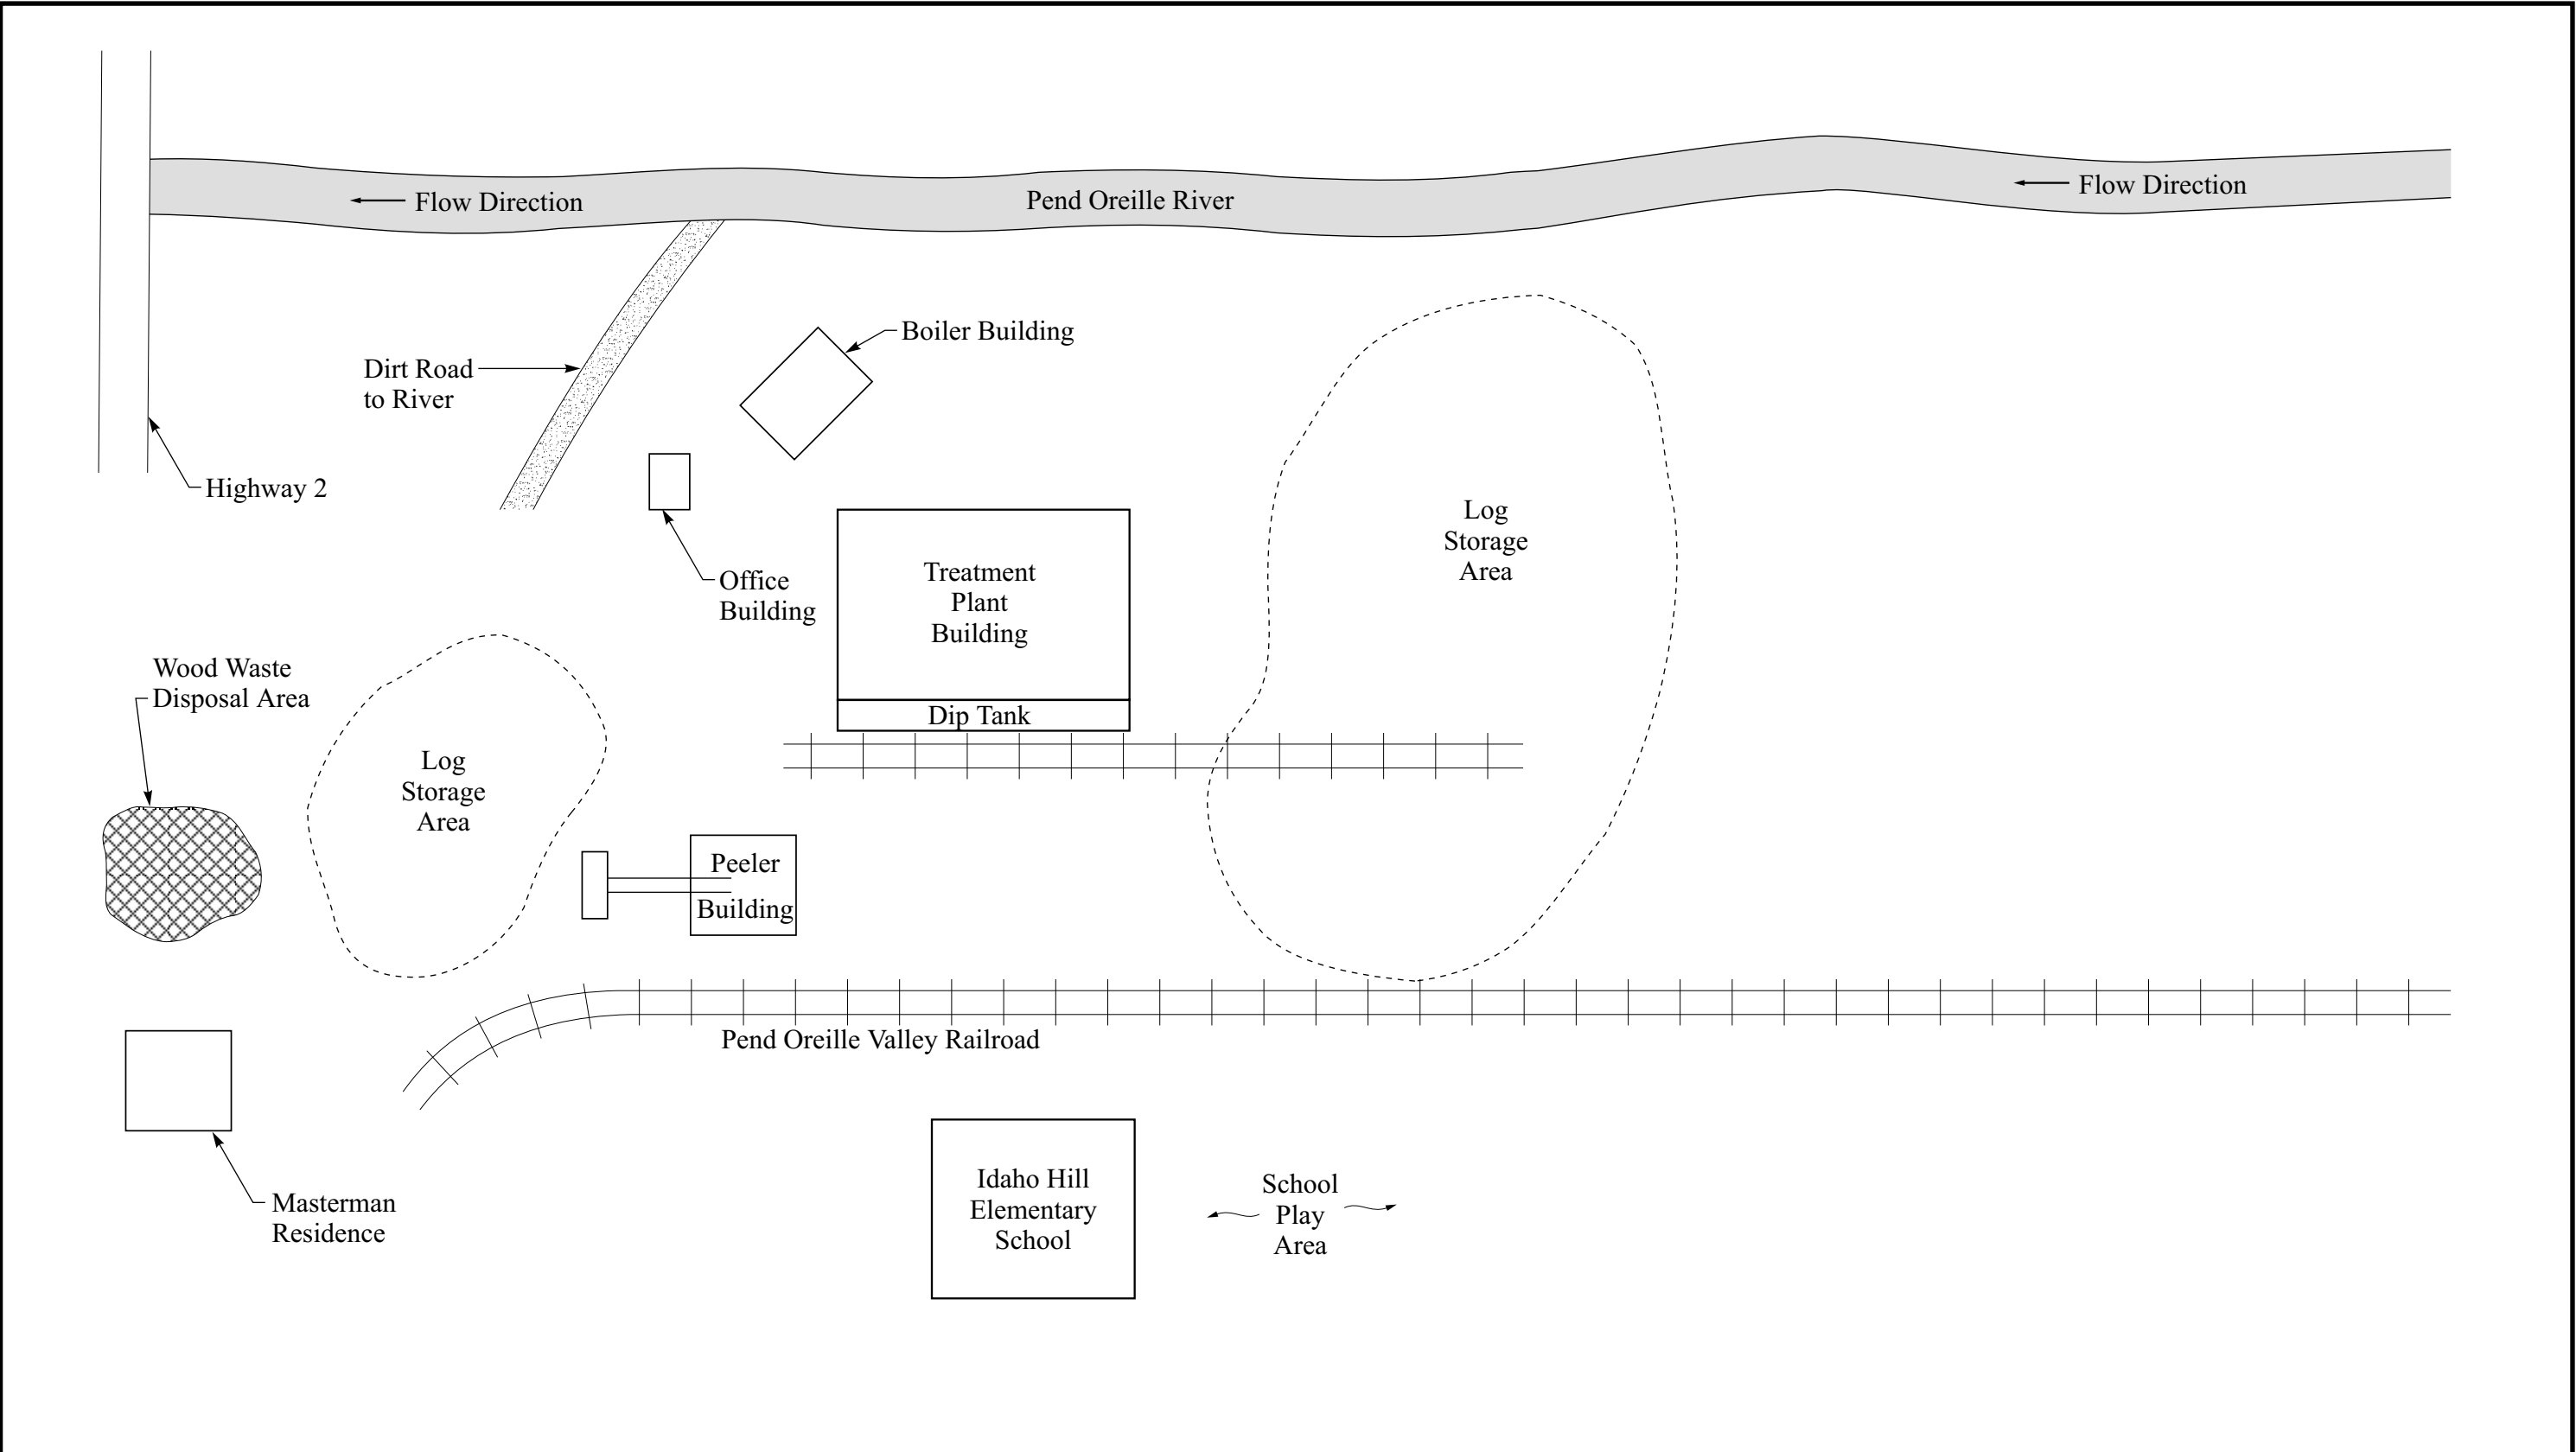 Flow Direction
Pend Oreille River
Flow Direction
Boiler Building
Dirt Road
to River
Highway 2
Office
Building
Treatment
Plant
Building
Dip Tank
Log
Storage
Area
Wood Waste
Disposal Area
Log
Storage
Area
Peeler
Building
Pend Oreille Valley Railroad
Masterman
Residence
Idaho Hill
Elementary
School
School
Play
Area